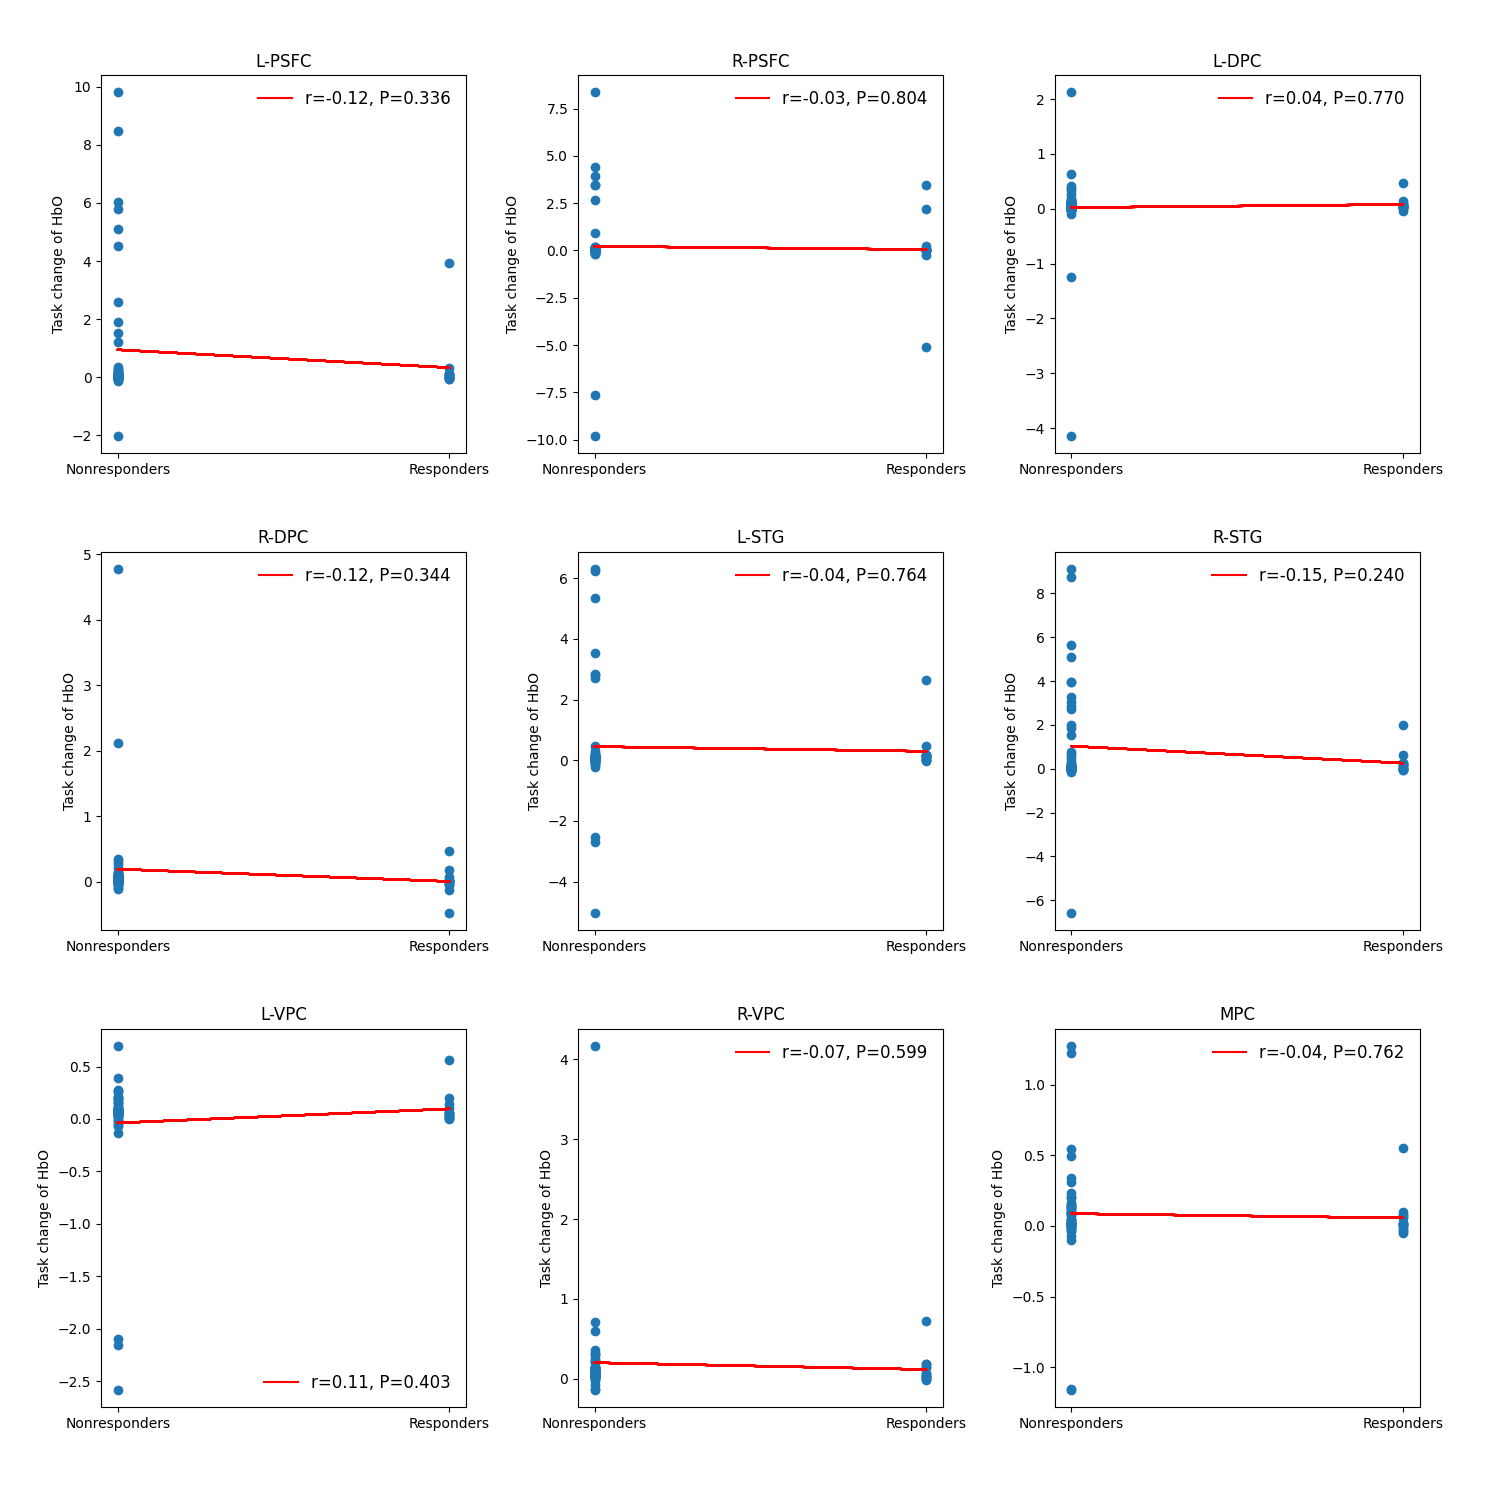 L-PSFC
r=-0.12, P=0.336
Task change of HbO
10
8
6
4
2
0
−2
Nonresponders Responders
R-PSFC
r=-0.03, P=0.804
Task change of HbO
7.5
5.0
2.5
0.0
−2.5
−5.0
−7.5
−10.0
Nonresponders Responders
L-DPC
r=0.04, P=0.770
Task change of HbO
2
1
0
−1
−2
−3
−4
Nonresponders Responders
R-DPC
r=-0.12, P=0.344
Task change of HbO
5
4
3
2
1
0
Nonresponders Responders
L-STG
r=-0.04, P=0.764
Task change of HbO
6
4
2
0
−2
−4
Nonresponders Responders
R-STG
r=-0.15, P=0.240
Task change of HbO
8
6
4
2
0
−2
−4
−6
Nonresponders Responders
L-VPC
Task change of HbO
0.5
0.0
−0.5
−1.0
−1.5
−2.0
−2.5
r=0.11, P=0.403
Nonresponders Responders
R-VPC
r=-0.07, P=0.599
Task change of HbO
4
3
2
1
0
Nonresponders Responders
MPC
r=-0.04, P=0.762
Task change of HbO
1.0
0.5
0.0
−0.5
−1.0
Nonresponders Responders